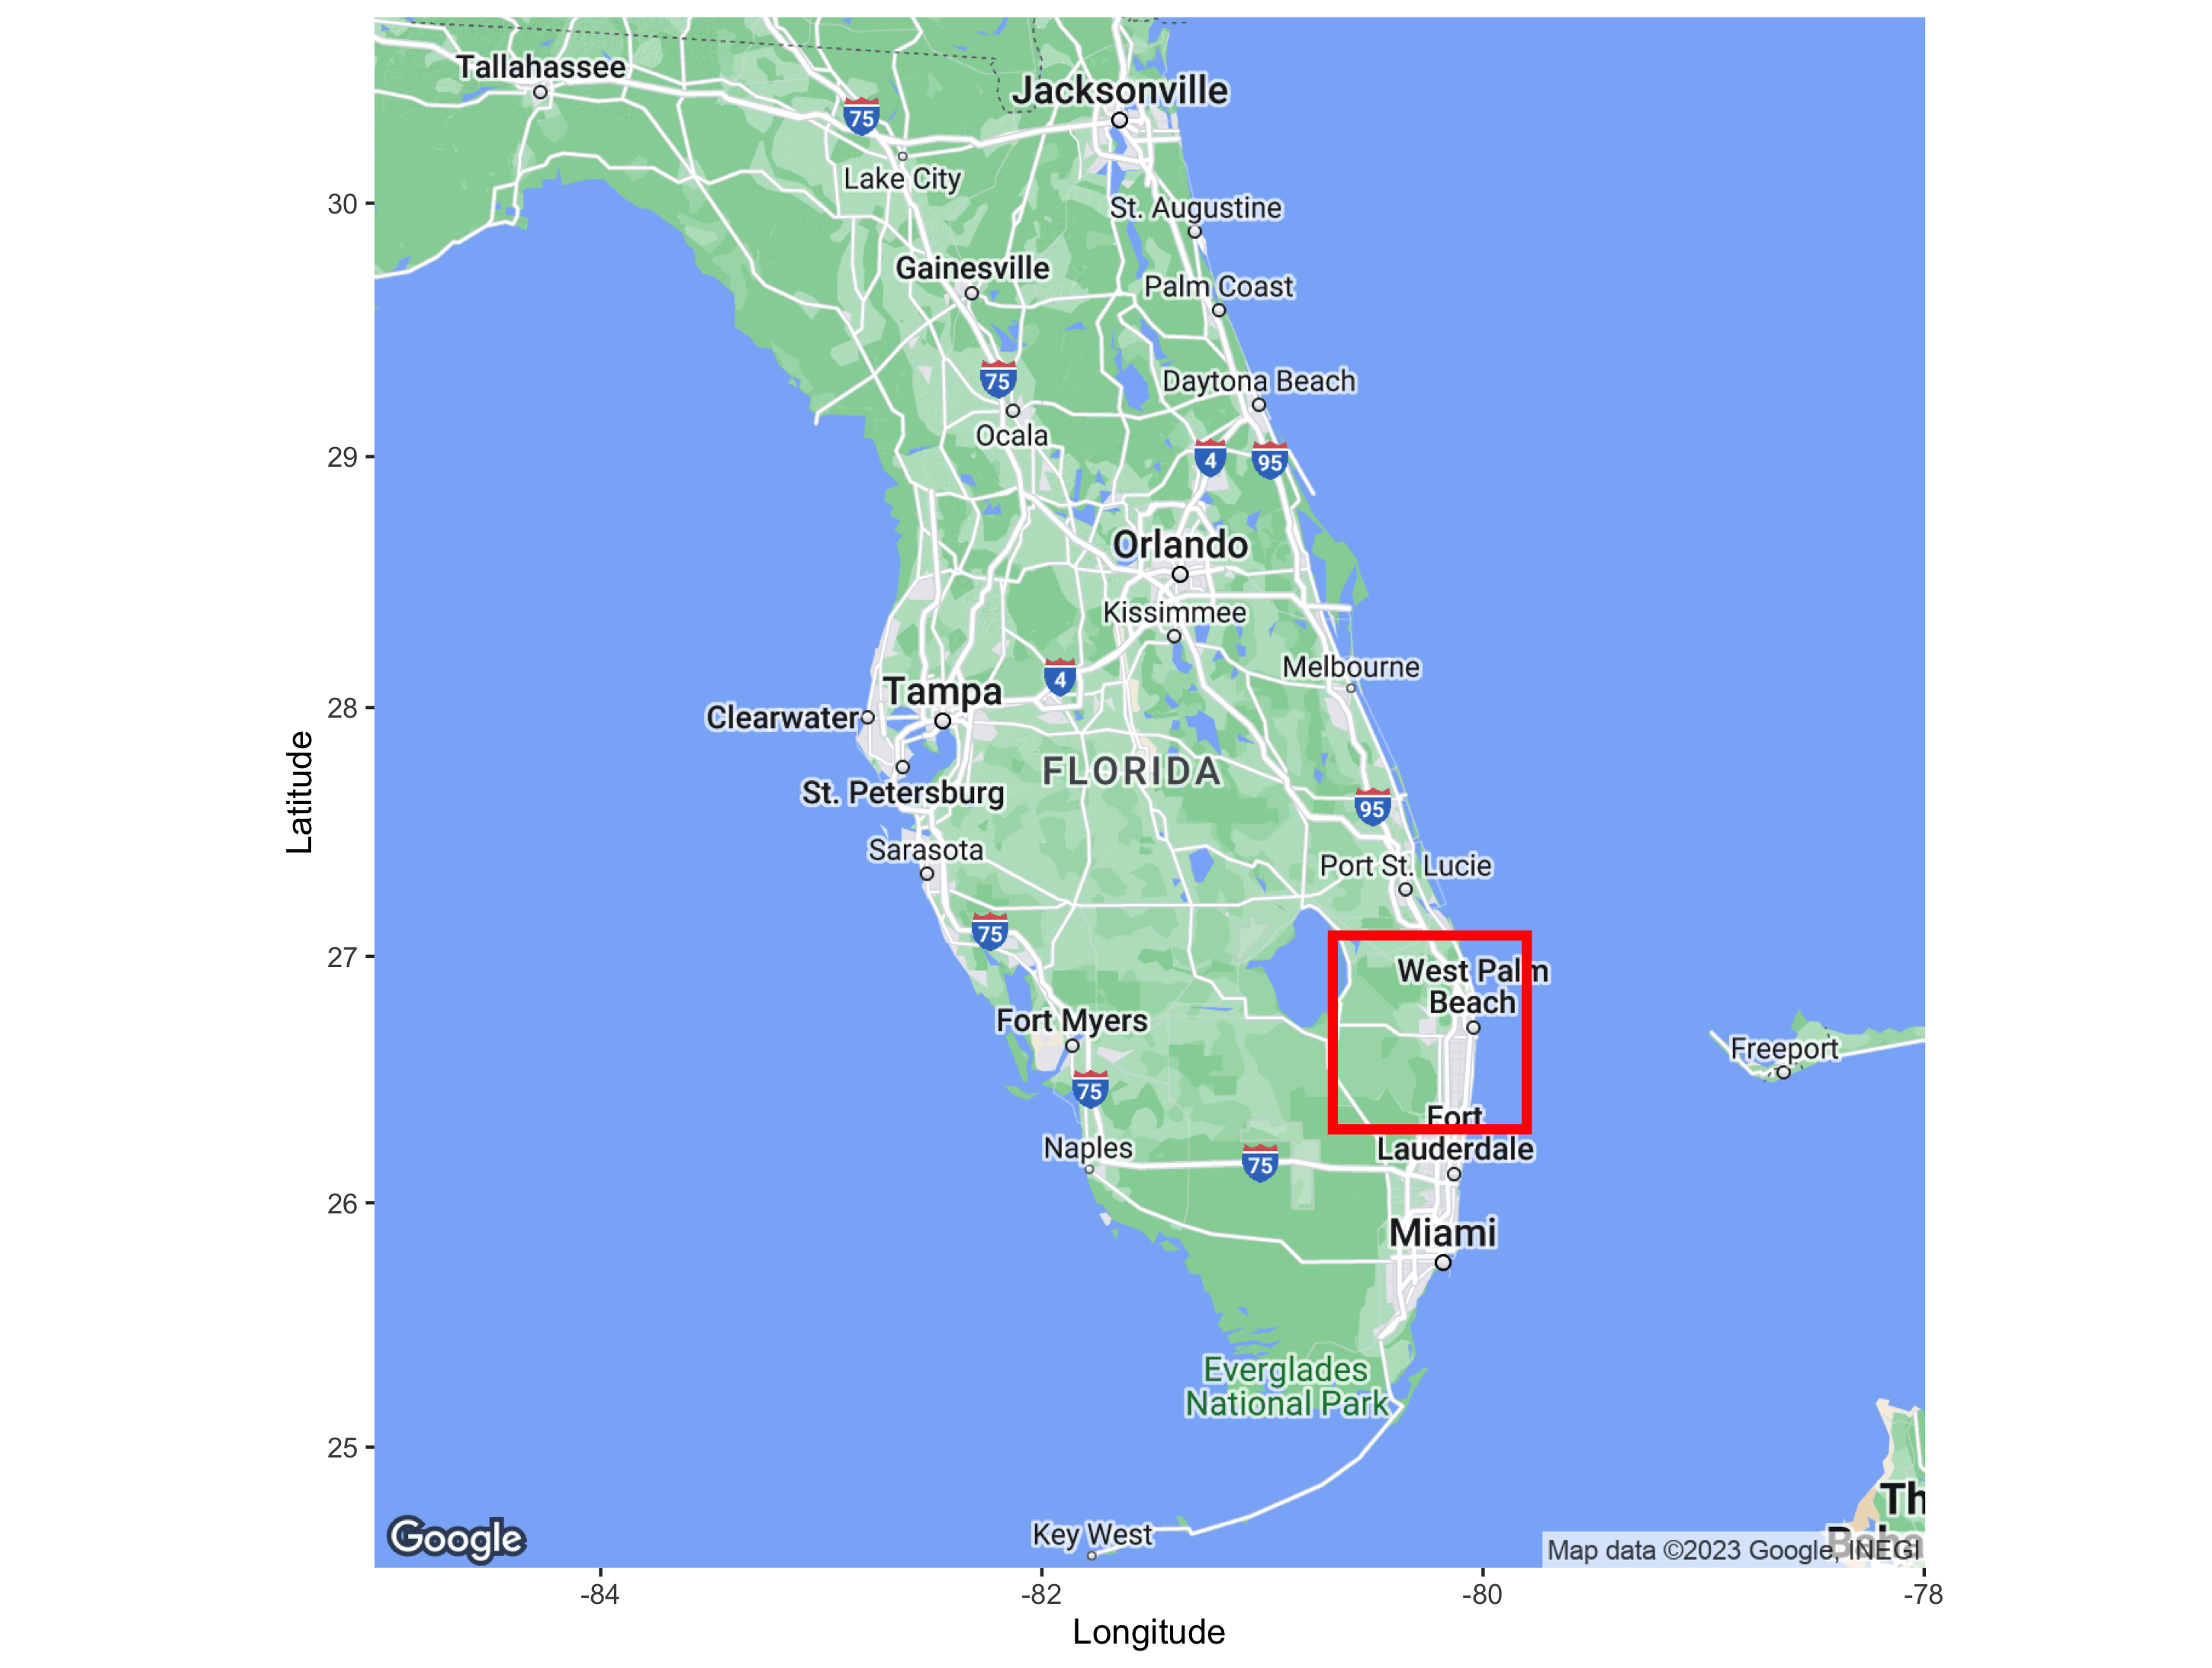 Tallahassee
Jacksonville
75
Lake City
St. Augustine
30
Gainesville
Palm Coast
75
Daytona Beach
Ocala
29
4
95
Orlando
Kissimmee
Melbourne
4
Tampa
28
Clearwater
FLORIDA
Latitude
St. Petersburg
95
Sarasota
Port St. Lucie
75
27
West Palm
Beach
Fort Myers
Freeport
75
Fort
Lauderdale
Naples
75
26
Miami
Everglades
National Park
25
Th
Key West
Google
Map data ©2023 Google, INEGI
-84
-82
-80
-78
Longitude